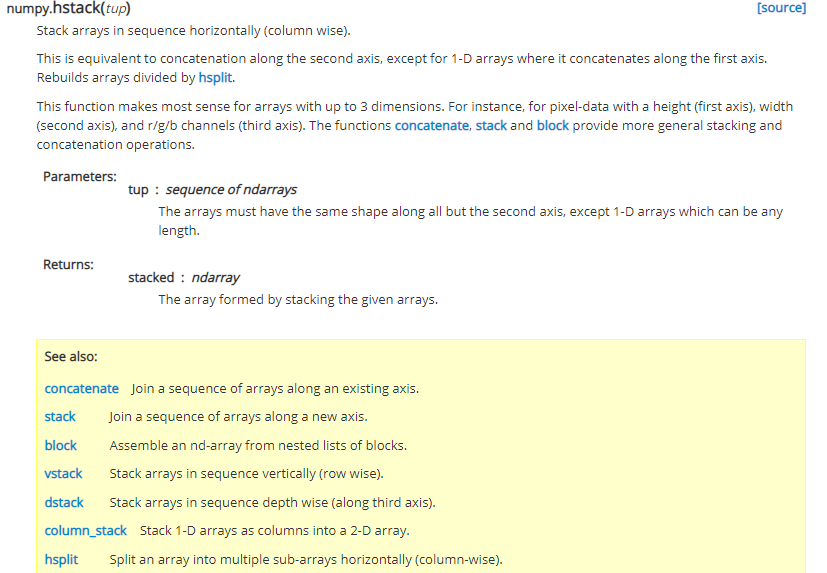 numpy.hstack(tup) [source]
Stack arrays in sequence horizontally (column wise).
This is equivalent to concatenation along the second axis, except for 1-D arrays where it concatenates along the first axis.
Rebuilds arrays divided by hsplit.
This function makes most sense for arrays with up to 3 dimensions. For instance, for pixel-data with a height (first axis), width
(second axis), and r/g/b channels (third axis). The functions concatenate, stack and block provide more general stacking and
concatenation operations.
Parameters:
tup : sequence of ndarrays
The arrays must have the same shape along all but the second axis, except 1-D arrays which can be any
length.
Returns:
stacked : ndarray
The array formed by stacking the given arrays.
See also:
concatenate Join a sequence of arrays along an existing axis.
stack Join a sequence of arrays along a new axis.
block Assemble an nd-array from nested lists of blocks.
vstack Stack arrays in sequence vertically (row wise).
dstack Stack arrays in sequence depth wise (along third axis).
column_stack Stack 1-D arrays as columns into a 2-D array.
hsplit Split an array into multiple sub-arrays horizontally (column-wise).